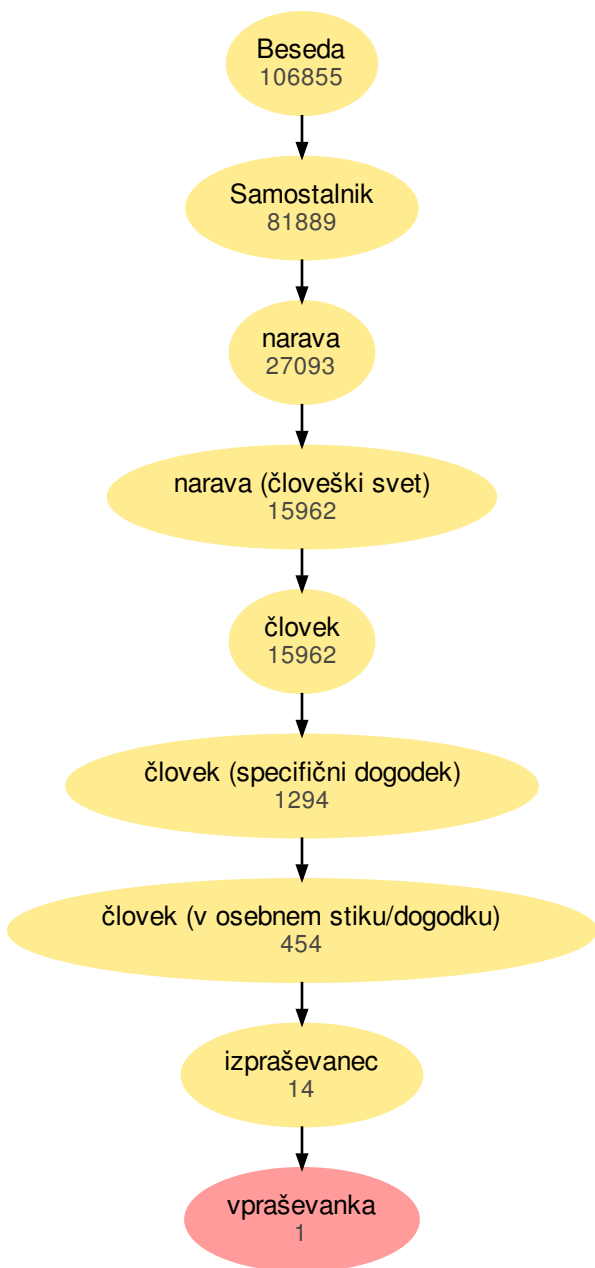 Beseda
106855
Samostalnik
81889
narava
27093
narava (človeški svet)
15962
človek
15962
človek (specifični dogodek)
1294
človek (v osebnem stiku/dogodku)
454
izpraševanec
14
vpraševanka
1